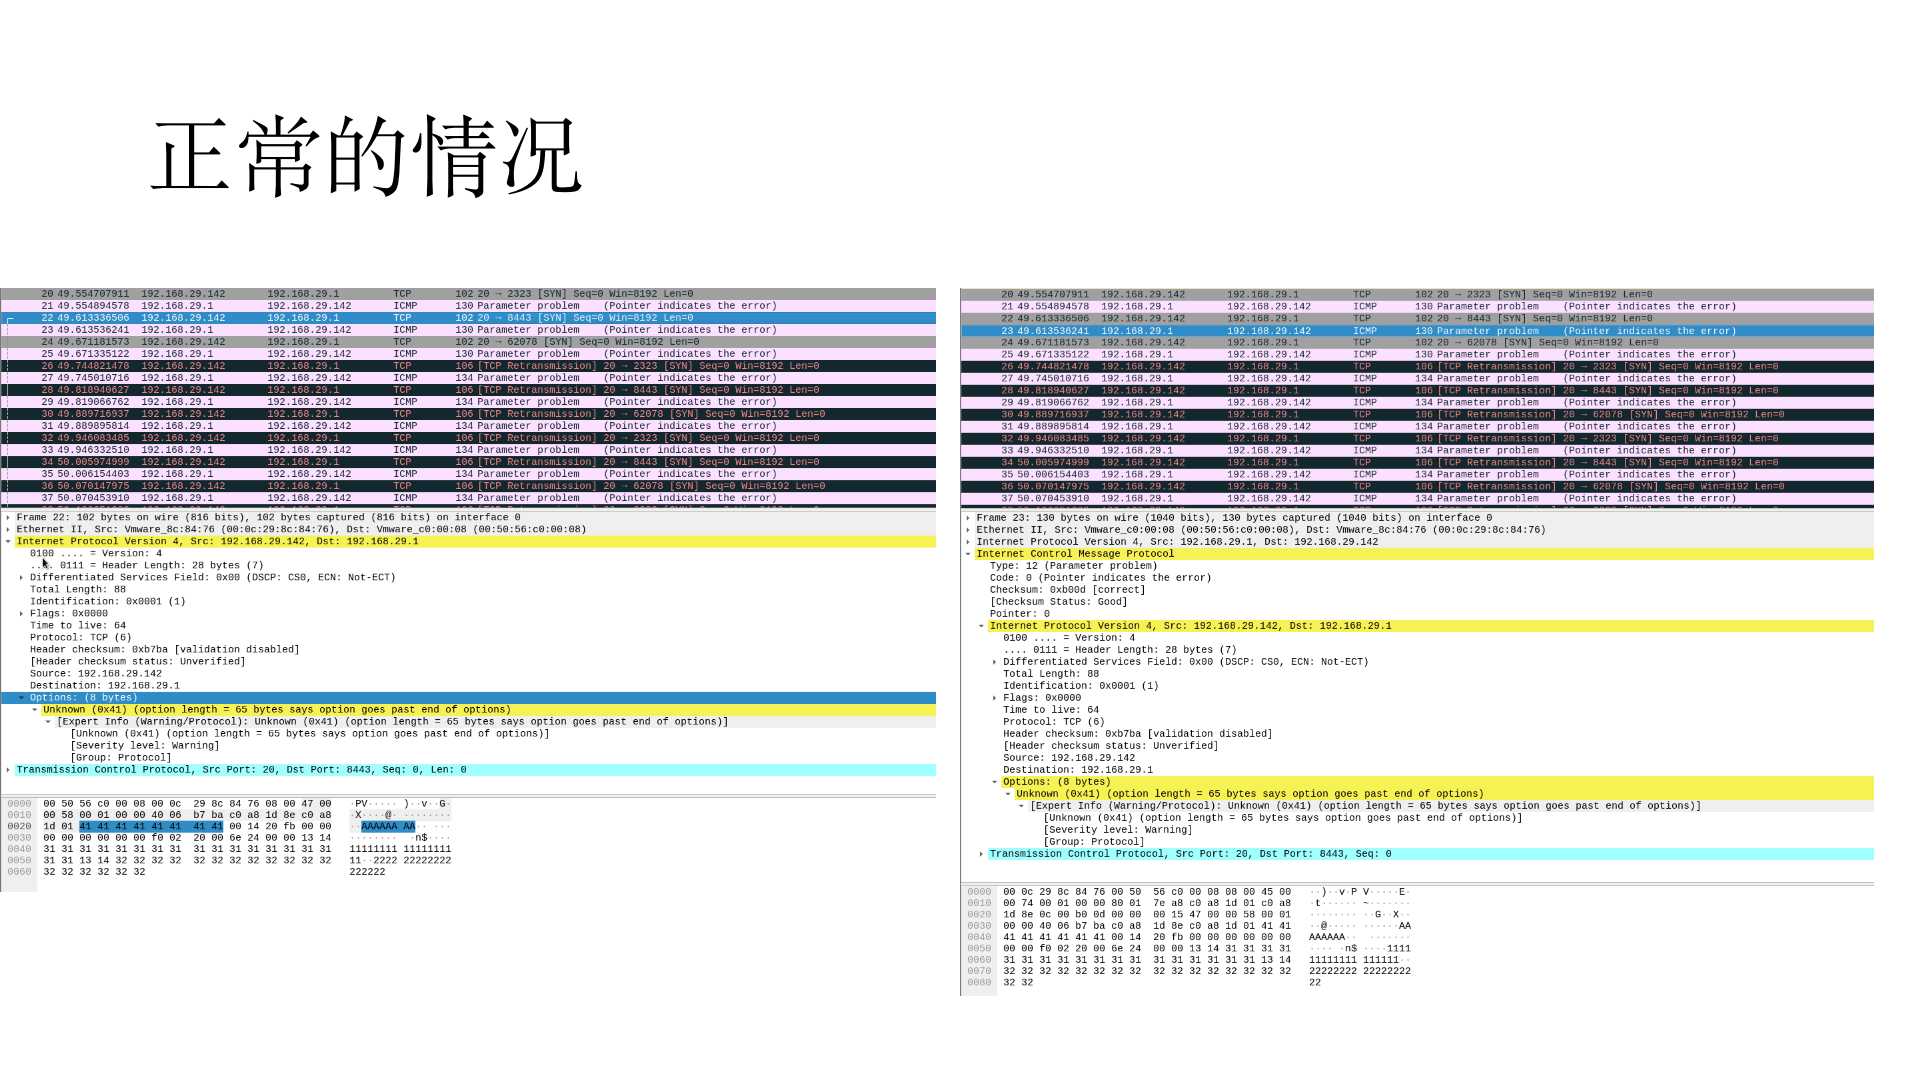 正常的情况
20 49.554707911 192.168.29.142 192.168.29.1 TCP 102 20 → 2323 [SYN] Seq=0 Win=8192 Len=0
21 49.554894578 192.168.29.1 192.168.29.142 ICMP 130 Parameter problem (Pointer indicates the error)
22 49.613336506 192.168.29.142 192.168.29.1 TCP 102 20 → 8443 [SYN] Seq=0 Win=8192 Len=0
23 49.613536241 192.168.29.1 192.168.29.142 ICMP 130 Parameter problem (Pointer indicates the error)
24 49.671181573 192.168.29.142 192.168.29.1 TCP 102 20 → 62078 [SYN] Seq=0 Win=8192 Len=0
25 49.671335122 192.168.29.1 192.168.29.142 ICMP 130 Parameter problem (Pointer indicates the error)
26 49.744821478 192.168.29.142 192.168.29.1 TCP 106 [TCP Retransmission] 20 → 2323 [SYN] Seq=0 Win=8192 Len=0
27 49.745010716 192.168.29.1 192.168.29.142 ICMP 134 Parameter problem (Pointer indicates the error)
28 49.818940627 192.168.29.142 192.168.29.1 TCP 106 [TCP Retransmission] 20 → 8443 [SYN] Seq=0 Win=8192 Len=0
29 49.819066762 192.168.29.1 192.168.29.142 ICMP 134 Parameter problem (Pointer indicates the error)
30 49.889716937 192.168.29.142 192.168.29.1 TCP 106 [TCP Retransmission] 20 → 62078 [SYN] Seq=0 Win=8192 Len=0
31 49.889895814 192.168.29.1 192.168.29.142 ICMP 134 Parameter problem (Pointer indicates the error)
32 49.946083485 192.168.29.142 192.168.29.1 TCP 106 [TCP Retransmission] 20 → 2323 [SYN] Seq=0 Win=8192 Len=0
33 49.946332510 192.168.29.1 192.168.29.142 ICMP 134 Parameter problem (Pointer indicates the error)
34 50.005974999 192.168.29.142 192.168.29.1 TCP 106 [TCP Retransmission] 20 → 8443 [SYN] Seq=0 Win=8192 Len=0
35 50.006154403 192.168.29.1 192.168.29.142 ICMP 134 Parameter problem (Pointer indicates the error)
36 50.070147975 192.168.29.142 192.168.29.1 TCP 106 [TCP Retransmission] 20 → 62078 [SYN] Seq=0 Win=8192 Len=0
37 50.070453910 192.168.29.1 192.168.29.142 ICMP 134 Parameter problem (Pointer indicates the error)
Frame 22: 102 bytes on wire (816 bits), 102 bytes captured (816 bits) on interface 0
Ethernet II, Src: Vmware_8c:84:76 (00:0c:29:8c:84:76), Dst: Vmware_c0:00:08 (00:50:56:c0:00:08)
Internet Protocol Version 4, Src: 192.168.29.142, Dst: 192.168.29.1
0100 .... = Version: 4
.... 0111 = Header Length: 28 bytes (7)
Differentiated Services Field: 0x00 (DSCP: CS0, ECN: Not-ECT)
Total Length: 88
Identification: 0x0001 (1)
Flags: 0x0000
Time to live: 64
Protocol: TCP (6)
Header checksum: 0xb7ba [validation disabled]
[Header checksum status: Unverified]
Source: 192.168.29.142
Destination: 192.168.29.1
Options: (8 bytes)
Unknown (0x41) (option length = 65 bytes says option goes past end of options)
[Expert Info (Warning/Protocol): Unknown (0x41) (option length = 65 bytes says option goes past end of options)]
[Unknown (0x41) (option length = 65 bytes says option goes past end of options)]
[Severity level: Warning]
[Group: Protocol]
Transmission Control Protocol, Src Port: 20, Dst Port: 8443, Seq: 0, Len: 0
0000 00 50 56 c0 00 08 00 0c 29 8c 84 76 08 00 47 00 ·PV····· )··v··G·
0010 00 58 00 01 00 00 40 06 b7 ba c0 a8 1d 8e c0 a8 ·X····@· ········
0020 1d 01 41 41 41 41 41 41 41 41 00 14 20 fb 00 00 ··AAAAAA AA·· ···
0030 00 00 00 00 00 00 f0 02 20 00 6e 24 00 00 13 14 ········ ·n$····
0040 31 31 31 31 31 31 31 31 31 31 31 31 31 31 31 31 11111111 11111111
0050 31 31 13 14 32 32 32 32 32 32 32 32 32 32 32 32 11··2222 22222222
0060 32 32 32 32 32 32 222222
20 49.554707911 192.168.29.142 192.168.29.1 TCP 102 20 → 2323 [SYN] Seq=0 Win=8192 Len=0
21 49.554894578 192.168.29.1 192.168.29.142 ICMP 130 Parameter problem (Pointer indicates the error)
22 49.613336506 192.168.29.142 192.168.29.1 TCP 102 20 → 8443 [SYN] Seq=0 Win=8192 Len=0
23 49.613536241 192.168.29.1 192.168.29.142 ICMP 130 Parameter problem (Pointer indicates the error)
24 49.671181573 192.168.29.142 192.168.29.1 TCP 102 20 → 62078 [SYN] Seq=0 Win=8192 Len=0
25 49.671335122 192.168.29.1 192.168.29.142 ICMP 130 Parameter problem (Pointer indicates the error)
26 49.744821478 192.168.29.142 192.168.29.1 TCP 106 [TCP Retransmission] 20 → 2323 [SYN] Seq=0 Win=8192 Len=0
27 49.745010716 192.168.29.1 192.168.29.142 ICMP 134 Parameter problem (Pointer indicates the error)
28 49.818940627 192.168.29.142 192.168.29.1 TCP 106 [TCP Retransmission] 20 → 8443 [SYN] Seq=0 Win=8192 Len=0
29 49.819066762 192.168.29.1 192.168.29.142 ICMP 134 Parameter problem (Pointer indicates the error)
30 49.889716937 192.168.29.142 192.168.29.1 TCP 106 [TCP Retransmission] 20 → 62078 [SYN] Seq=0 Win=8192 Len=0
31 49.889895814 192.168.29.1 192.168.29.142 ICMP 134 Parameter problem (Pointer indicates the error)
32 49.946083485 192.168.29.142 192.168.29.1 TCP 106 [TCP Retransmission] 20 → 2323 [SYN] Seq=0 Win=8192 Len=0
33 49.946332510 192.168.29.1 192.168.29.142 ICMP 134 Parameter problem (Pointer indicates the error)
34 50.005974999 192.168.29.142 192.168.29.1 TCP 106 [TCP Retransmission] 20 → 8443 [SYN] Seq=0 Win=8192 Len=0
35 50.006154403 192.168.29.1 192.168.29.142 ICMP 134 Parameter problem (Pointer indicates the error)
36 50.070147975 192.168.29.142 192.168.29.1 TCP 106 [TCP Retransmission] 20 → 62078 [SYN] Seq=0 Win=8192 Len=0
37 50.070453910 192.168.29.1 192.168.29.142 ICMP 134 Parameter problem (Pointer indicates the error)
Frame 23: 130 bytes on wire (1040 bits), 130 bytes captured (1040 bits) on interface 0
Ethernet II, Src: Vmware_c0:00:08 (00:50:56:c0:00:08), Dst: Vmware_8c:84:76 (00:0c:29:8c:84:76)
Internet Protocol Version 4, Src: 192.168.29.1, Dst: 192.168.29.142
Internet Control Message Protocol
Type: 12 (Parameter problem)
Code: 0 (Pointer indicates the error)
Checksum: 0xb00d [correct]
[Checksum Status: Good]
Pointer: 0
Internet Protocol Version 4, Src: 192.168.29.142, Dst: 192.168.29.1
0100 .... = Version: 4
.... 0111 = Header Length: 28 bytes (7)
Differentiated Services Field: 0x00 (DSCP: CS0, ECN: Not-ECT)
Total Length: 88
Identification: 0x0001 (1)
Flags: 0x0000
Time to live: 64
Protocol: TCP (6)
Header checksum: 0xb7ba [validation disabled]
[Header checksum status: Unverified]
Source: 192.168.29.142
Destination: 192.168.29.1
Options: (8 bytes)
Unknown (0x41) (option length = 65 bytes says option goes past end of options)
[Expert Info (Warning/Protocol): Unknown (0x41) (option length = 65 bytes says option goes past end of options)]
[Unknown (0x41) (option length = 65 bytes says option goes past end of options)]
[Severity level: Warning]
[Group: Protocol]
Transmission Control Protocol, Src Port: 20, Dst Port: 8443, Seq: 0
0000 00 0c 29 8c 84 76 00 50 56 c0 00 08 08 00 45 00 ··)··v·P V·····E·
0010 00 74 00 01 00 00 80 01 7e a8 c0 a8 1d 01 c0 a8 ·t······ ~·······
0020 1d 8e 0c 00 b0 0d 00 00 00 15 47 00 00 58 00 01 ········ ··G··X··
0030 00 00 40 06 b7 ba c0 a8 1d 8e c0 a8 1d 01 41 41 ··@····· ······AA
0040 41 41 41 41 41 41 00 14 20 fb 00 00 00 00 00 00 AAAAAA·· ·······
0050 00 00 f0 02 20 00 6e 24 00 00 13 14 31 31 31 31 ···· ·n$ ····1111
0060 31 31 31 31 31 31 31 31 31 31 31 31 31 31 13 14 11111111 111111··
0070 32 32 32 32 32 32 32 32 32 32 32 32 32 32 32 32 22222222 22222222
0080 32 32 22